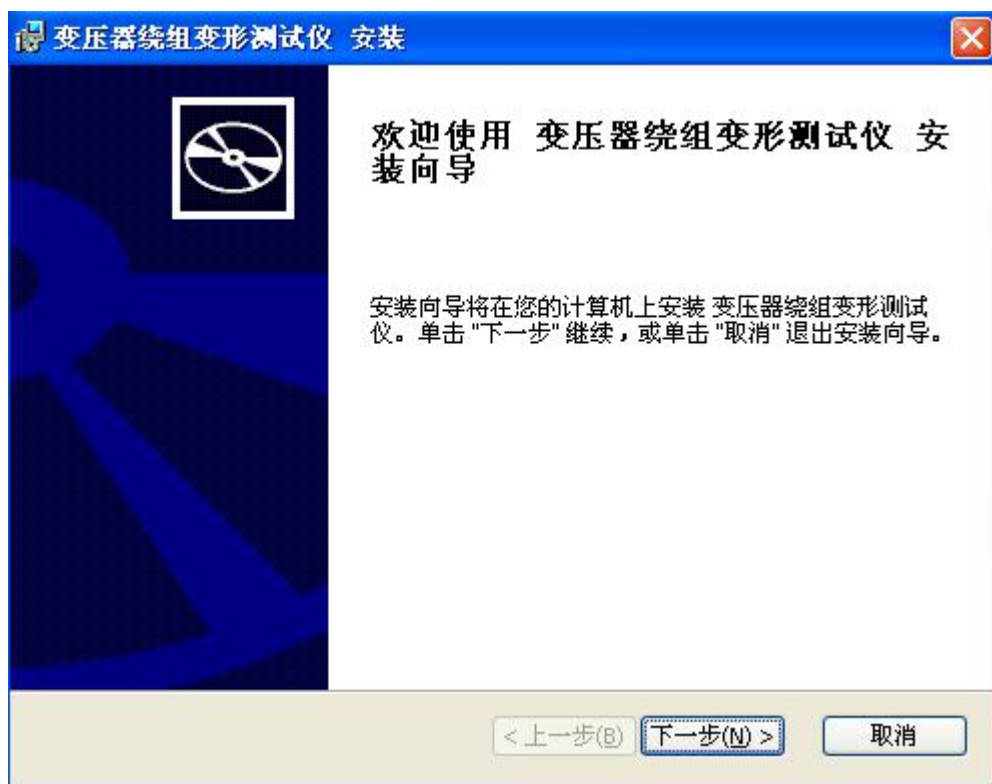 变压器绕组变形测试仪 安装
欢迎使用 变压器绕组变形测试仪 安
装向导
安装向导将在您的计算机上安装 变压器绕组变形测试
仪。单击 "下一步" 继续，或单击 "取消" 退出安装向导。
< 上一步(B) 下一步(N) > 取消